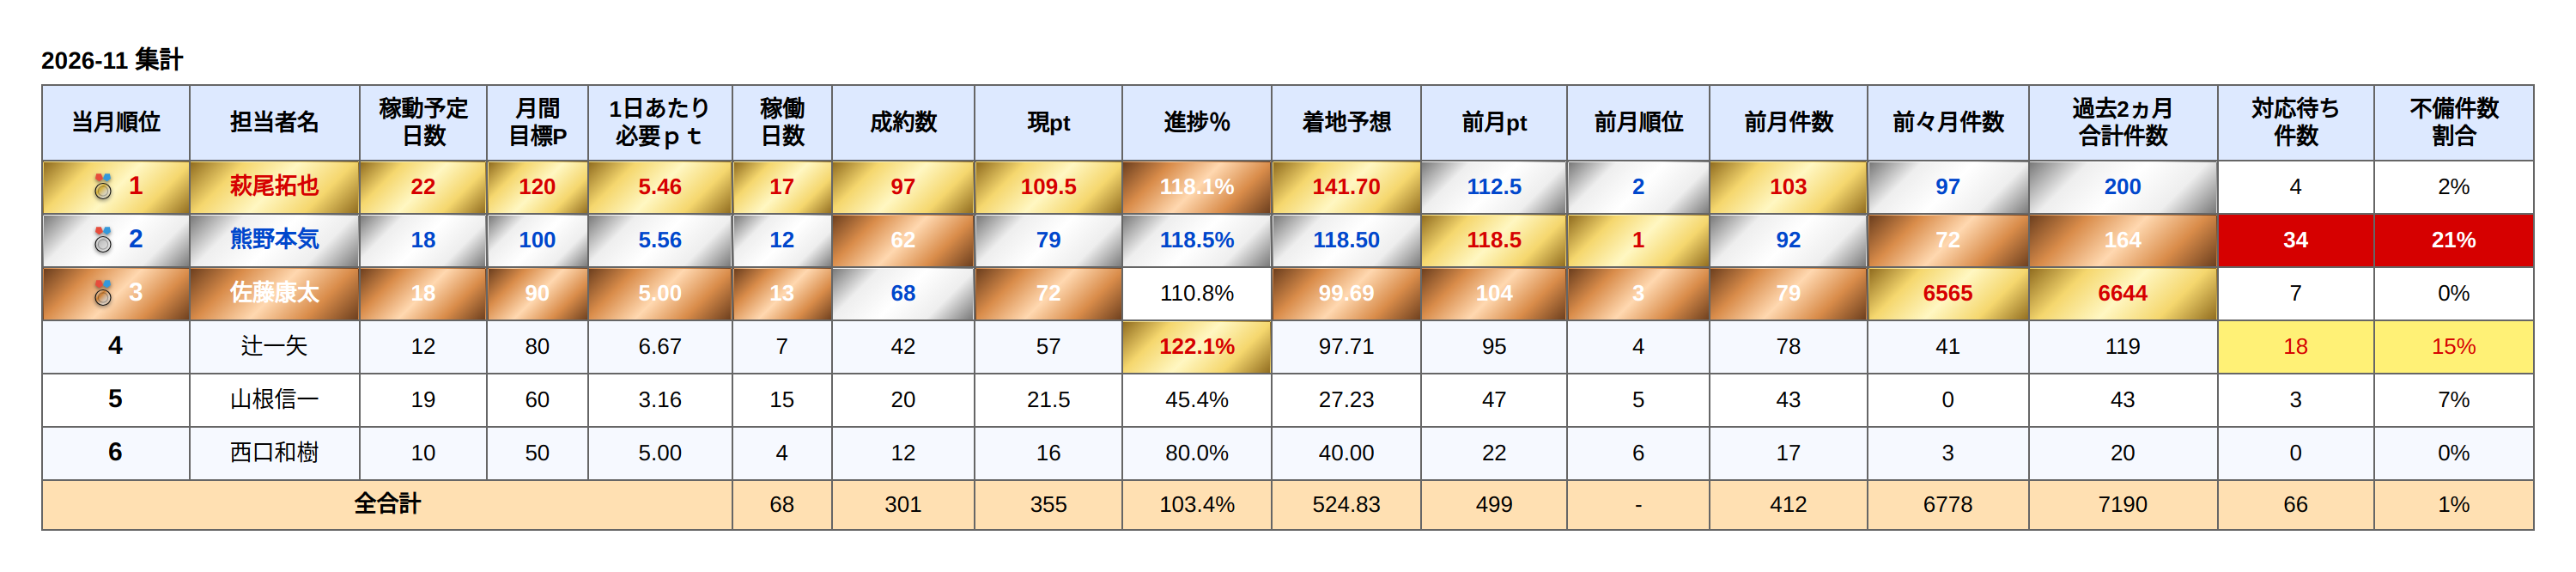 2026-11 集計
当月順位 担当者名 稼動予定日数 月間目標P 1日あたり必要ｐｔ 稼働日数 成約数 現pt 進捗% 着地予想 前月pt 前月順位 前月件数 前々月件数 過去2ヵ月合計件数 対応待ち件数 不備件数割合
1 萩尾拓也 22 120 5.46 17 97 109.5 118.1% 141.70 112.5 2 103 97 200 4 2%
2 熊野本気 18 100 5.56 12 62 79 118.5% 118.50 118.5 1 92 72 164 34 21%
3 佐藤康太 18 90 5.00 13 68 72 110.8% 99.69 104 3 79 6565 6644 7 0%
4 辻一矢 12 80 6.67 7 42 57 122.1% 97.71 95 4 78 41 119 18 15%
5 山根信一 19 60 3.16 15 20 21.5 45.4% 27.23 47 5 43 0 43 3 7%
6 西口和樹 10 50 5.00 4 12 16 80.0% 40.00 22 6 17 3 20 0 0%
全合計 68 301 355 103.4% 524.83 499 - 412 6778 7190 66 1%